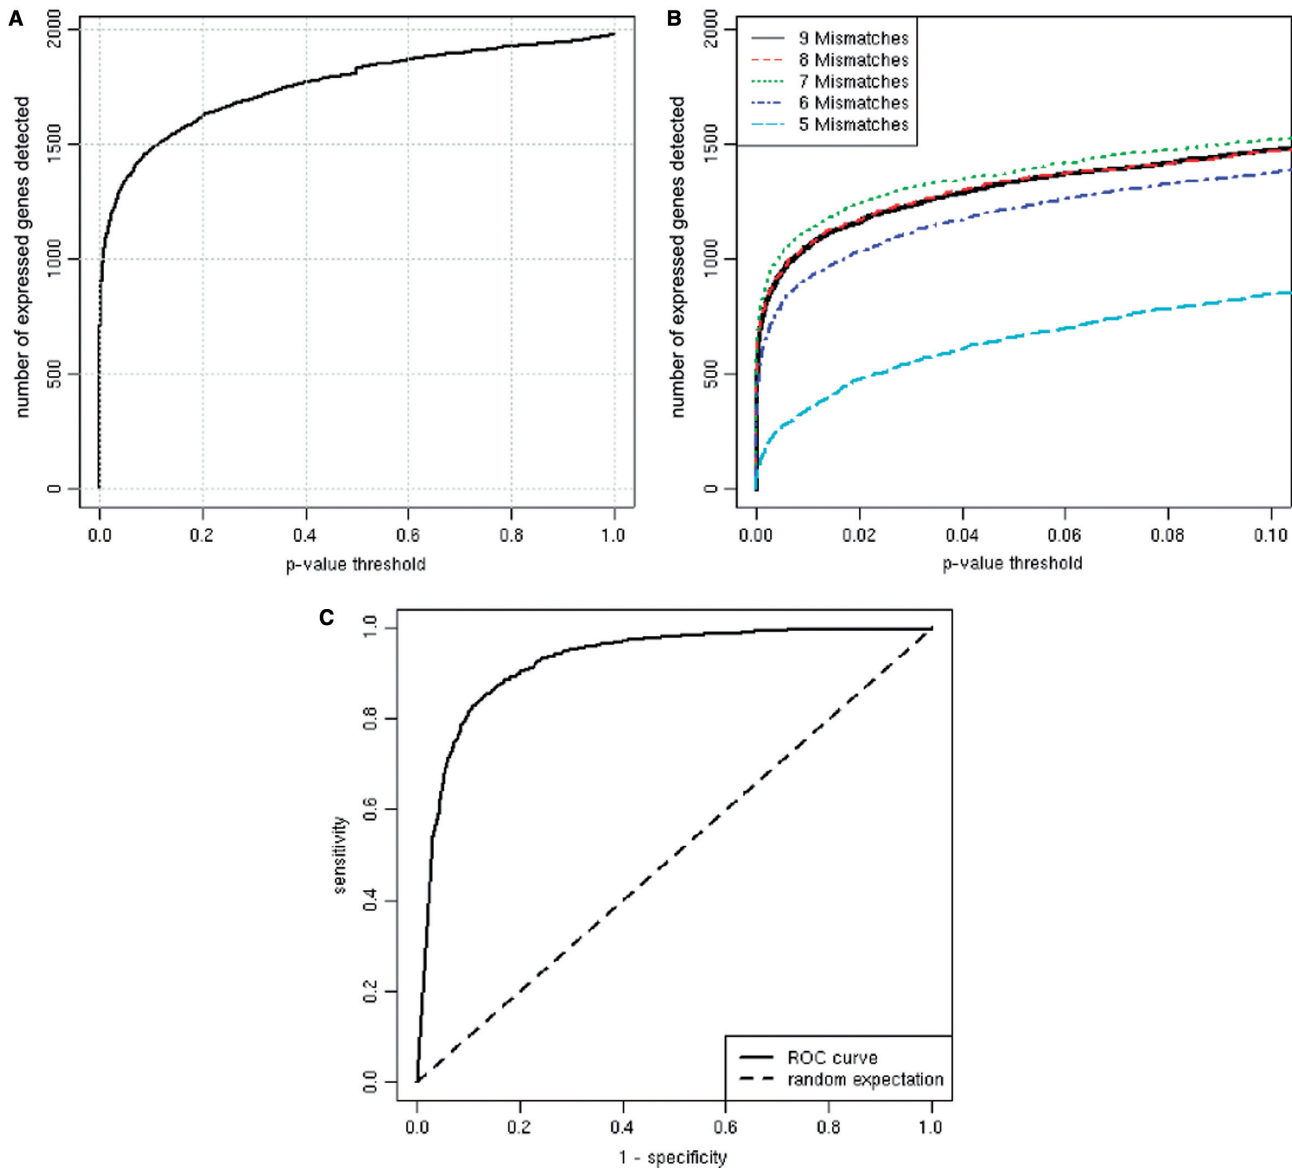 A
number of expressed genes detected
2000
1500
1000
500
0
0.0 0.2 0.4 0.6 0.8 1.0
p-value threshold
B
number of expressed genes detected
2000
1500
1000
500
0
9 Mismatches
8 Mismatches
7 Mismatches
6 Mismatches
5 Mismatches
0.00 0.02 0.04 0.06 0.08 0.10
p-value threshold
C
sensitivity
1.0
0.8
0.6
0.4
0.2
0.0
ROC curve
random expectation
0.0 0.2 0.4 0.6 0.8 1.0
1 - specificity